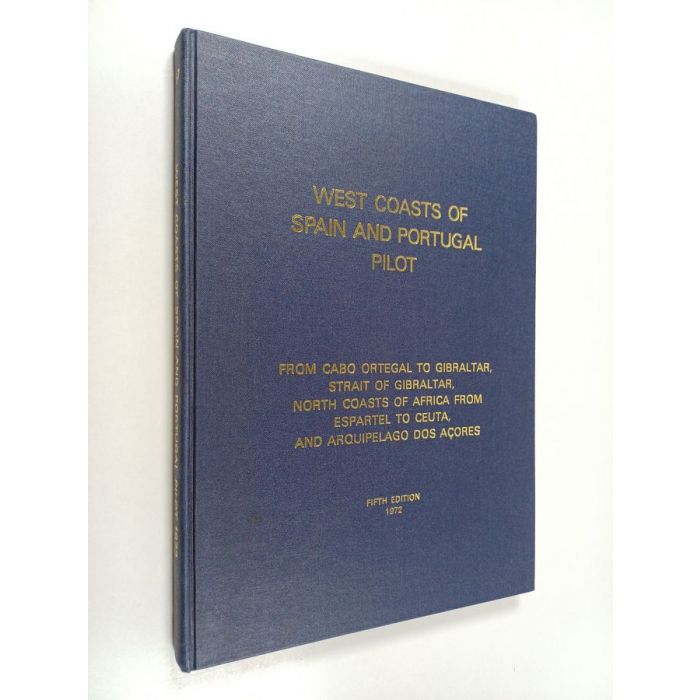 WEST COASTS OF
SPAIN AND PORTUGAL
PILOT
FROM CABO ORTEGAL TO GIBRALTAR,
STRAIT OF GIBRALTAR,
NORTH COASTS OF AFRICA FROM
ESPARTEL TO CEUTA,
AND ARQUIPELAGO DOS AÇORES
FIFTH EDITION
1972
WEST COASTS OF SPAIN AND PORTUGAL PILOT